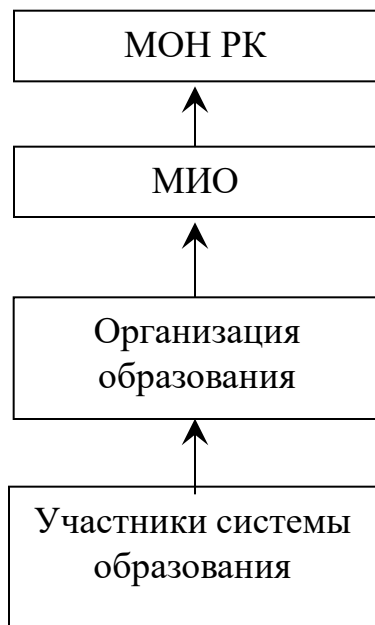 МОН РК
МИО
Организация
образования
Участники системы
образования